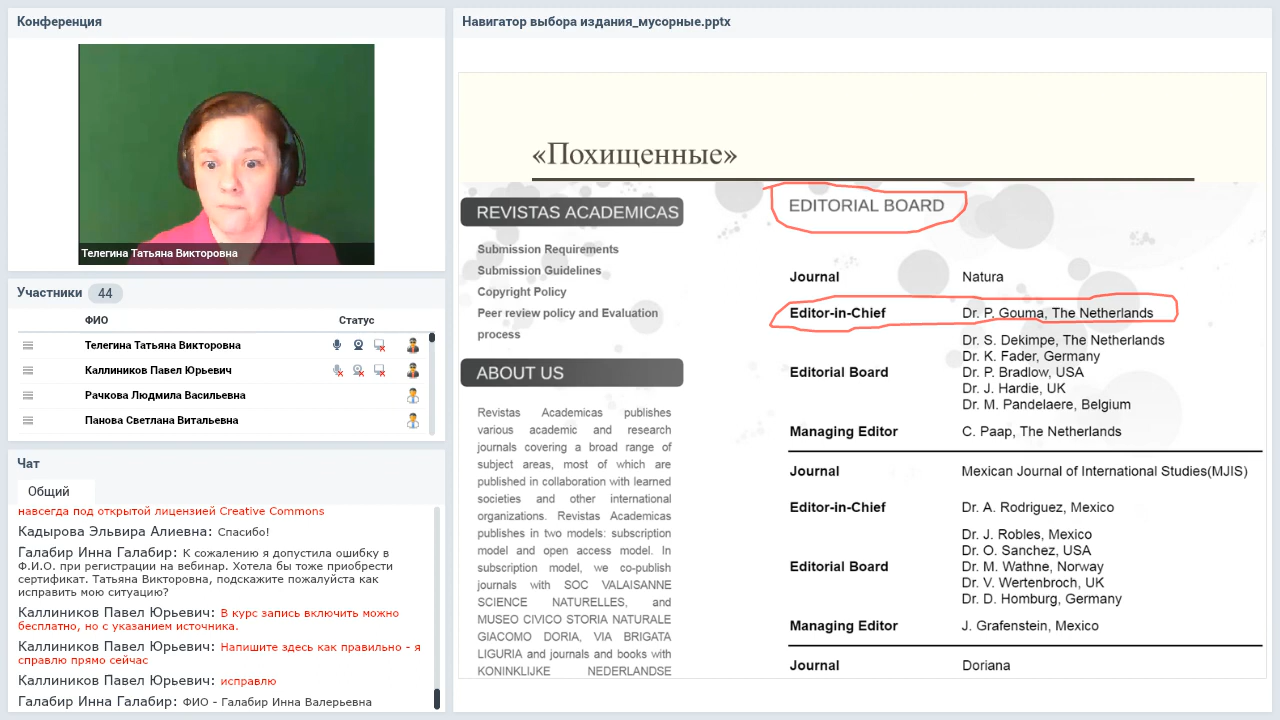 Конференция
Телегина Татьяна Викторовна
Участники 44
ФИО Статус
Телегина Татьяна Викторовна
Каллиников Павел Юрьевич
Рачкова Людмила Васильевна
Панова Светлана Витальевна
Чат
Общий
навсегда под открытой лицензией Creative Commons
Кадырова Эльвира Алиевна: Спасибо!
Галабир Инна Галабир: К сожалению я допустила ошибку в
Ф.И.О. при регистрации на вебинар. Хотела бы тоже приобрести
сертификат. Татьяна Викторовна, подскажите пожалуйста как
исправить мою ситуацию?
Каллиников Павел Юрьевич: В курс запись включить можно
бесплатно, но с указанием источника.
Каллиников Павел Юрьевич: Напишите здесь как правильно - я
справлю прямо сейчас
Каллиников Павел Юрьевич: исправлю
Галабир Инна Галабир: ФИО - Галабир Инна Валерьевна
Навигатор выбора издания_мусорные.pptx
«Похищенные»
REVISTAS ACADEMICAS
Submission Requirements
Submission Guidelines
Copyright Policy
Peer review policy and Evaluation
process
ABOUT US
Revistas Academicas publishes
various academic and research
journals covering a broad range of
subject areas, most of which are
published in collaboration with learned
societies and other international
organizations. Revistas Academicas
publishes in two models: subscription
model and open access model. In
subscription model, we co-publish
journals with SOC VALAISANNE
SCIENCE NATURELLES, and
MUSEO CIVICO STORIA NATURALE
GIACOMO DORIA, VIA BRIGATA
LIGURIA and journals and books with
KONINKLIJKE NEDERLANDSE
EDITORIAL BOARD
Journal Natura
Editor-in-Chief Dr. P. Gouma, The Netherlands
Dr. S. Dekimpe, The Netherlands
Dr. K. Fader, Germany
Editorial Board Dr. P. Bradlow, USA
Dr. J. Hardie, UK
Dr. M. Pandelaere, Belgium
Managing Editor C. Paap, The Netherlands
Journal Mexican Journal of International Studies(MJIS)
Editor-in-Chief Dr. A. Rodriguez, Mexico
Dr. J. Robles, Mexico
Dr. O. Sanchez, USA
Editorial Board Dr. M. Wathne, Norway
Dr. V. Wertenbroch, UK
Dr. D. Homburg, Germany
Managing Editor J. Grafenstein, Mexico
Journal Doriana